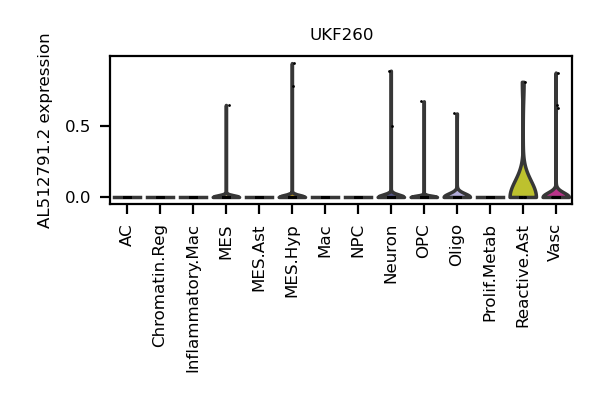 UKF260
AL512791.2 expression
0.5
0.0
AC
Chromatin.Reg
Inflammatory.Mac
MES
MES.Ast
MES.Hyp
Mac
NPC
Neuron
OPC
Oligo
Prolif.Metab
Reactive.Ast
Vasc